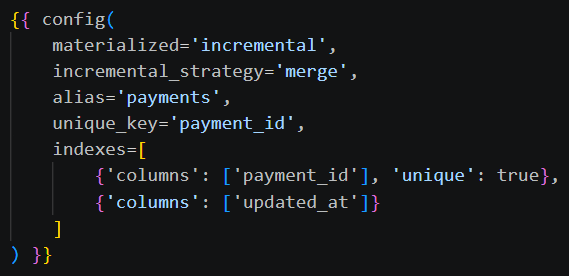 {{ config(
    materialized='incremental',
    incremental_strategy='merge',
    alias='payments',
    unique_key='payment_id',
    indexes=[
        {'columns': ['payment_id'], 'unique': true},
        {'columns': ['updated_at']}
    ]
) }}